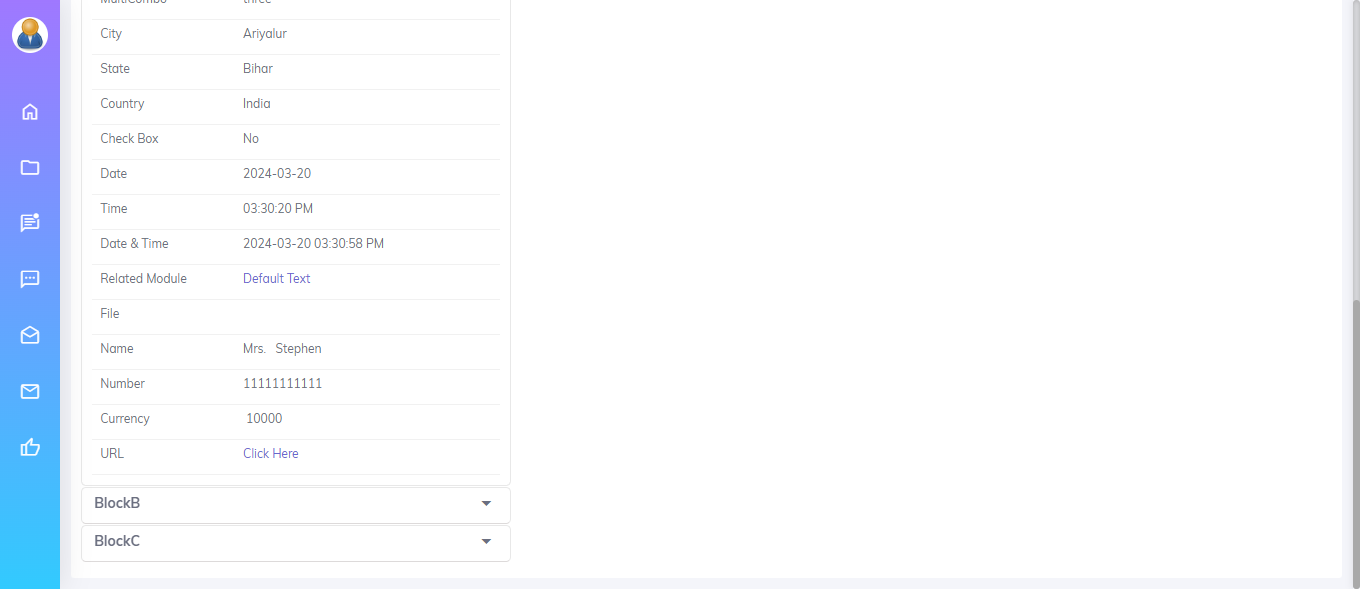 MultiCombo three
City Ariyalur
State Bihar
Country India
Check Box No
Date 2024-03-20
Time 03:30:20 PM
Date & Time 2024-03-20 03:30:58 PM
Related Module Default Text
File
Name Mrs. Stephen
Number 11111111111
Currency 10000
URL Click Here
BlockB
BlockC